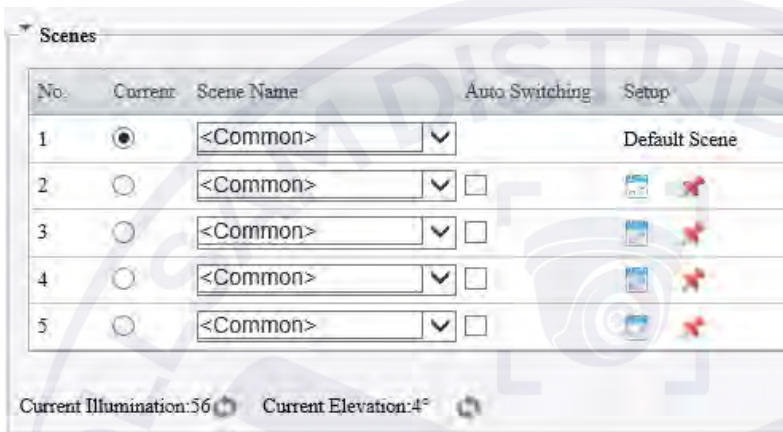 Scenes
No. Current Scene Name Auto Switching Setup
1 <Common> Default Scene
2 <Common>
3 <Common>
4 <Common>
5 <Common>
Current Illumination:56 Current Elevation:4°